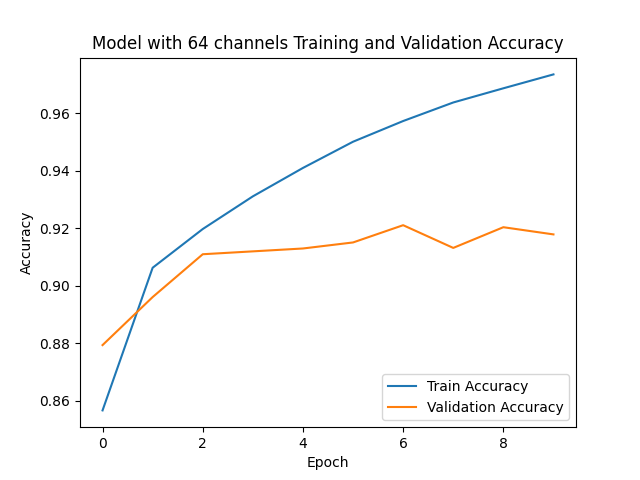 Model with 64 channels Training and Validation Accuracy
0.96
0.94
0.92
0.90
0.88
0.86
Accuracy
0
2
4
6
8
Epoch
Train Accuracy
Validation Accuracy